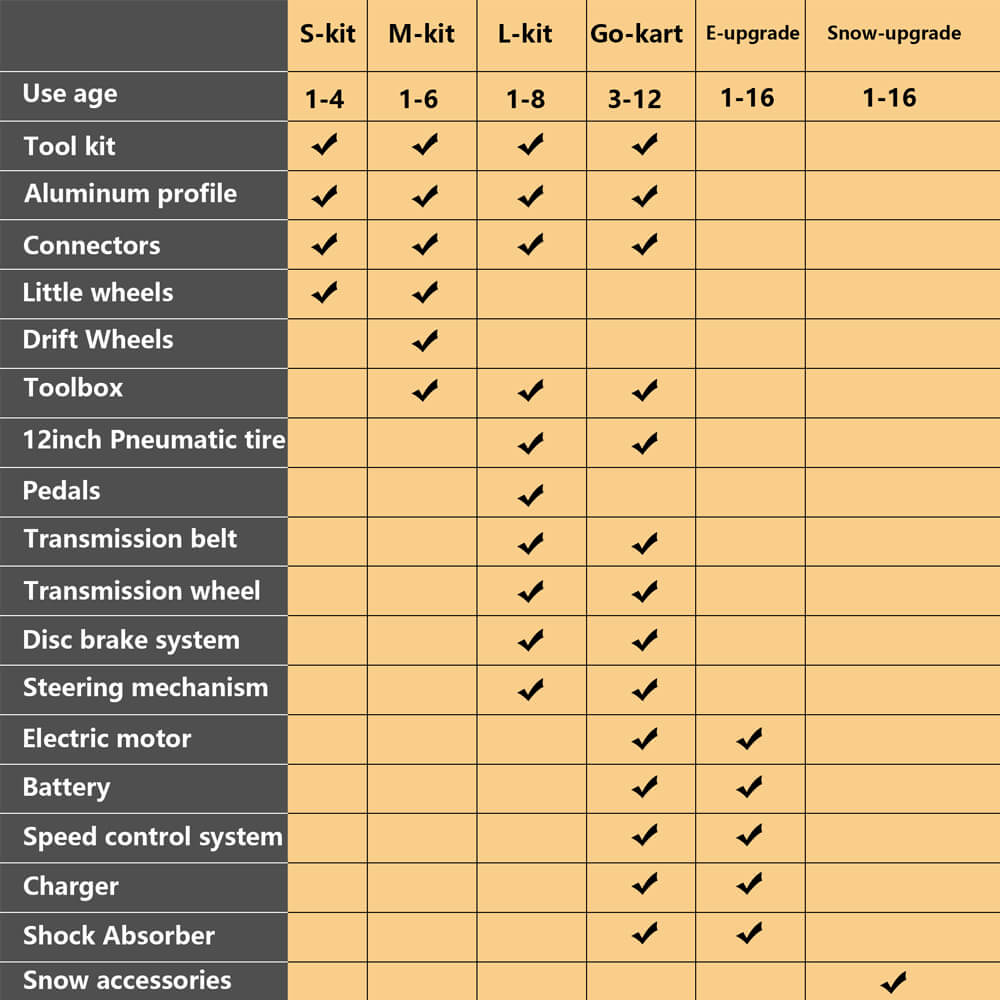 S-kit M-kit L-kit Go-kart E-upgrade Snow-upgrade
Use age 1-4 1-6 1-8 3-12 1-16 1-16
Tool kit ✓ ✓ ✓ ✓
Aluminum profile ✓ ✓ ✓ ✓
Connectors ✓ ✓ ✓ ✓
Little wheels ✓ ✓
Drift Wheels ✓
Toolbox ✓ ✓ ✓
12inch Pneumatic tire ✓ ✓
Pedals ✓
Transmission belt ✓ ✓
Transmission wheel ✓ ✓
Disc brake system ✓ ✓
Steering mechanism ✓ ✓
Electric motor ✓ ✓
Battery ✓ ✓
Speed control system ✓ ✓
Charger ✓ ✓
Shock Absorber ✓ ✓
Snow accessories ✓